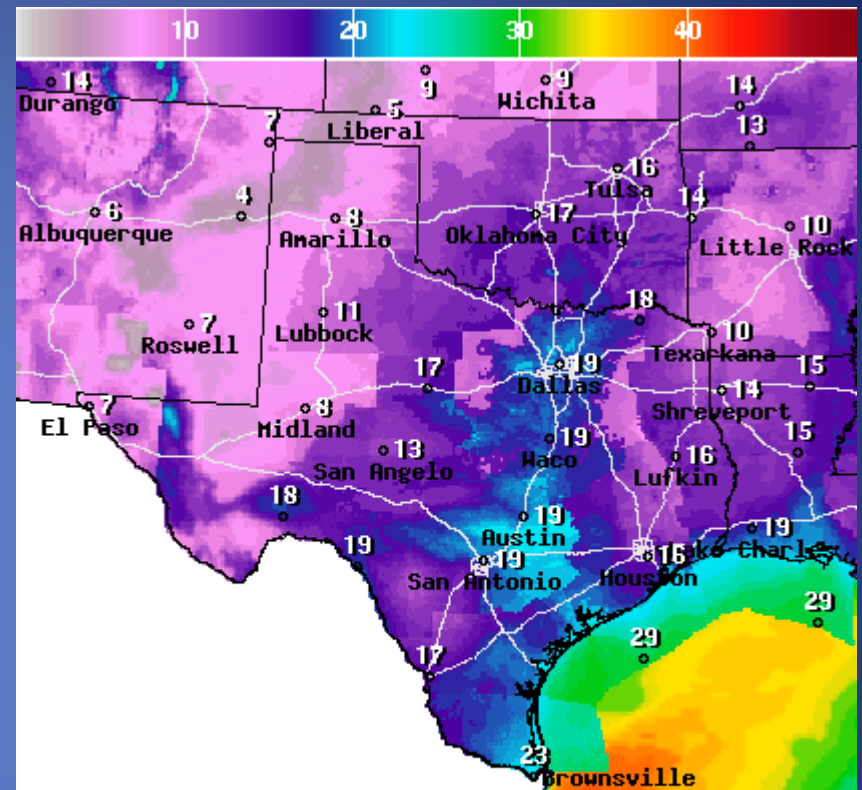 10 20 30 40
14 9 9 14
Durango Wichita
5
Liberal
7 13
16
Tulsa
6 4 8 17 14 10
Albuquerque Amarillo Oklahoma City Little Rock
11 18
7 Lubbock 10
Roswell Texarkana
19
17 Dallas 14 15
7 8 Shreveport
El Paso Midland
19
13 Waco 16 15
San Angelo Lufkin
18 19 19
Austin Lake Charles
19 19 16
San Antonio Houston
29
29
17
23
Brownsville